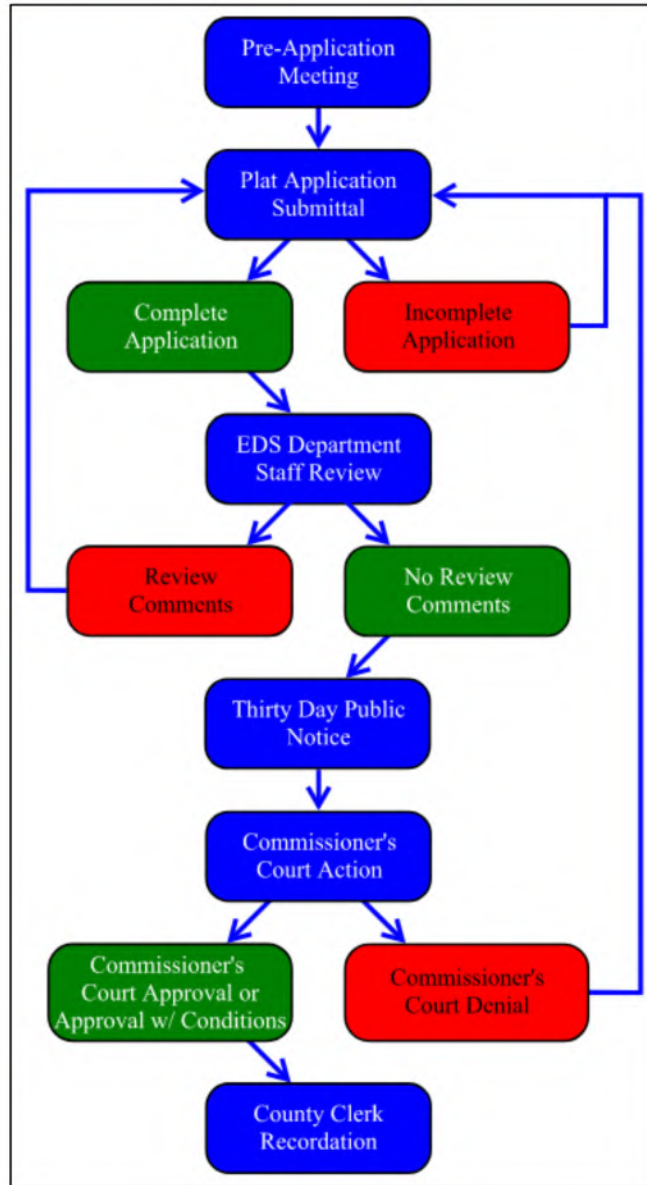 Pre-Application
Meeting
Plat Application
Submittal
Complete
Application
Incomplete
Application
EDS Department
Staff Review
Review
Comments
No Review
Comments
Thirty Day Public
Notice
Commissioner's
Court Action
Commissioner's
Court Approval or
Approval w/ Conditions
Commissioner's
Court Denial
County Clerk
Recordation